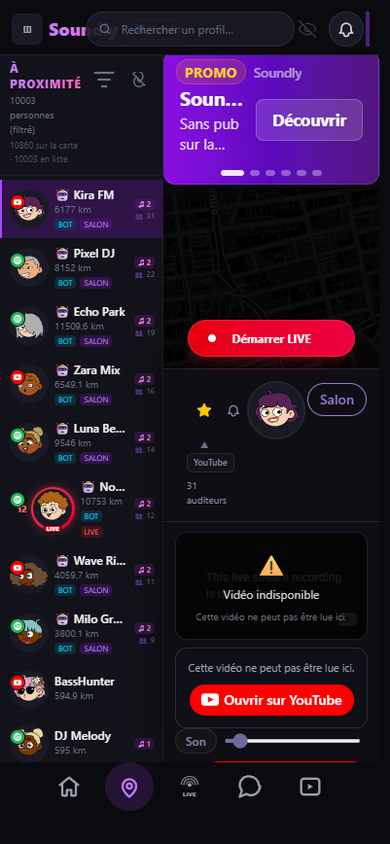 Soundly
Rechercher un profil...
À
PROXIMITÉ
10003
personnes
(filtré)
10860 sur la carte
· 10003 en liste
Kira FM
6177 km
BOT SALON
2
31
Pixel DJ
8152 km
BOT SALON
2
22
Echo Park
11509.6 km
BOT SALON
2
19
Zara Mix
6549.1 km
BOT SALON
2
16
Luna Be...
9546 km
BOT SALON
2
14
12
LIVE
No...
10753 km
BOT
LIVE
2
12
Wave Ri...
4059.7 km
BOT SALON
2
11
Milo Gr...
3800.1 km
BOT SALON
2
9
BassHunter
594.9 km
DJ Melody
595 km
1
PROMO Soundly
Soun...
Sans pub
sur la...
Découvrir
Démarrer LIVE
Salon
YouTube
31
auditeurs
This live stream recording
Vidéo indisponible
Cette vidéo ne peut pas être lue ici.
Cette vidéo ne peut pas être lue ici.
Ouvrir sur YouTube
Son
LIVE